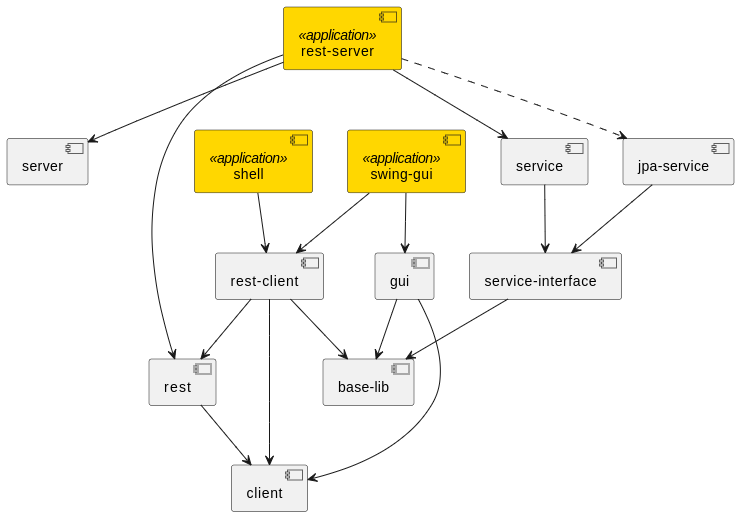 «application»
rest-server
server
«application»
shell
«application»
swing-gui
service
jpa-service
rest-client
gui
service-interface
rest
base-lib
client